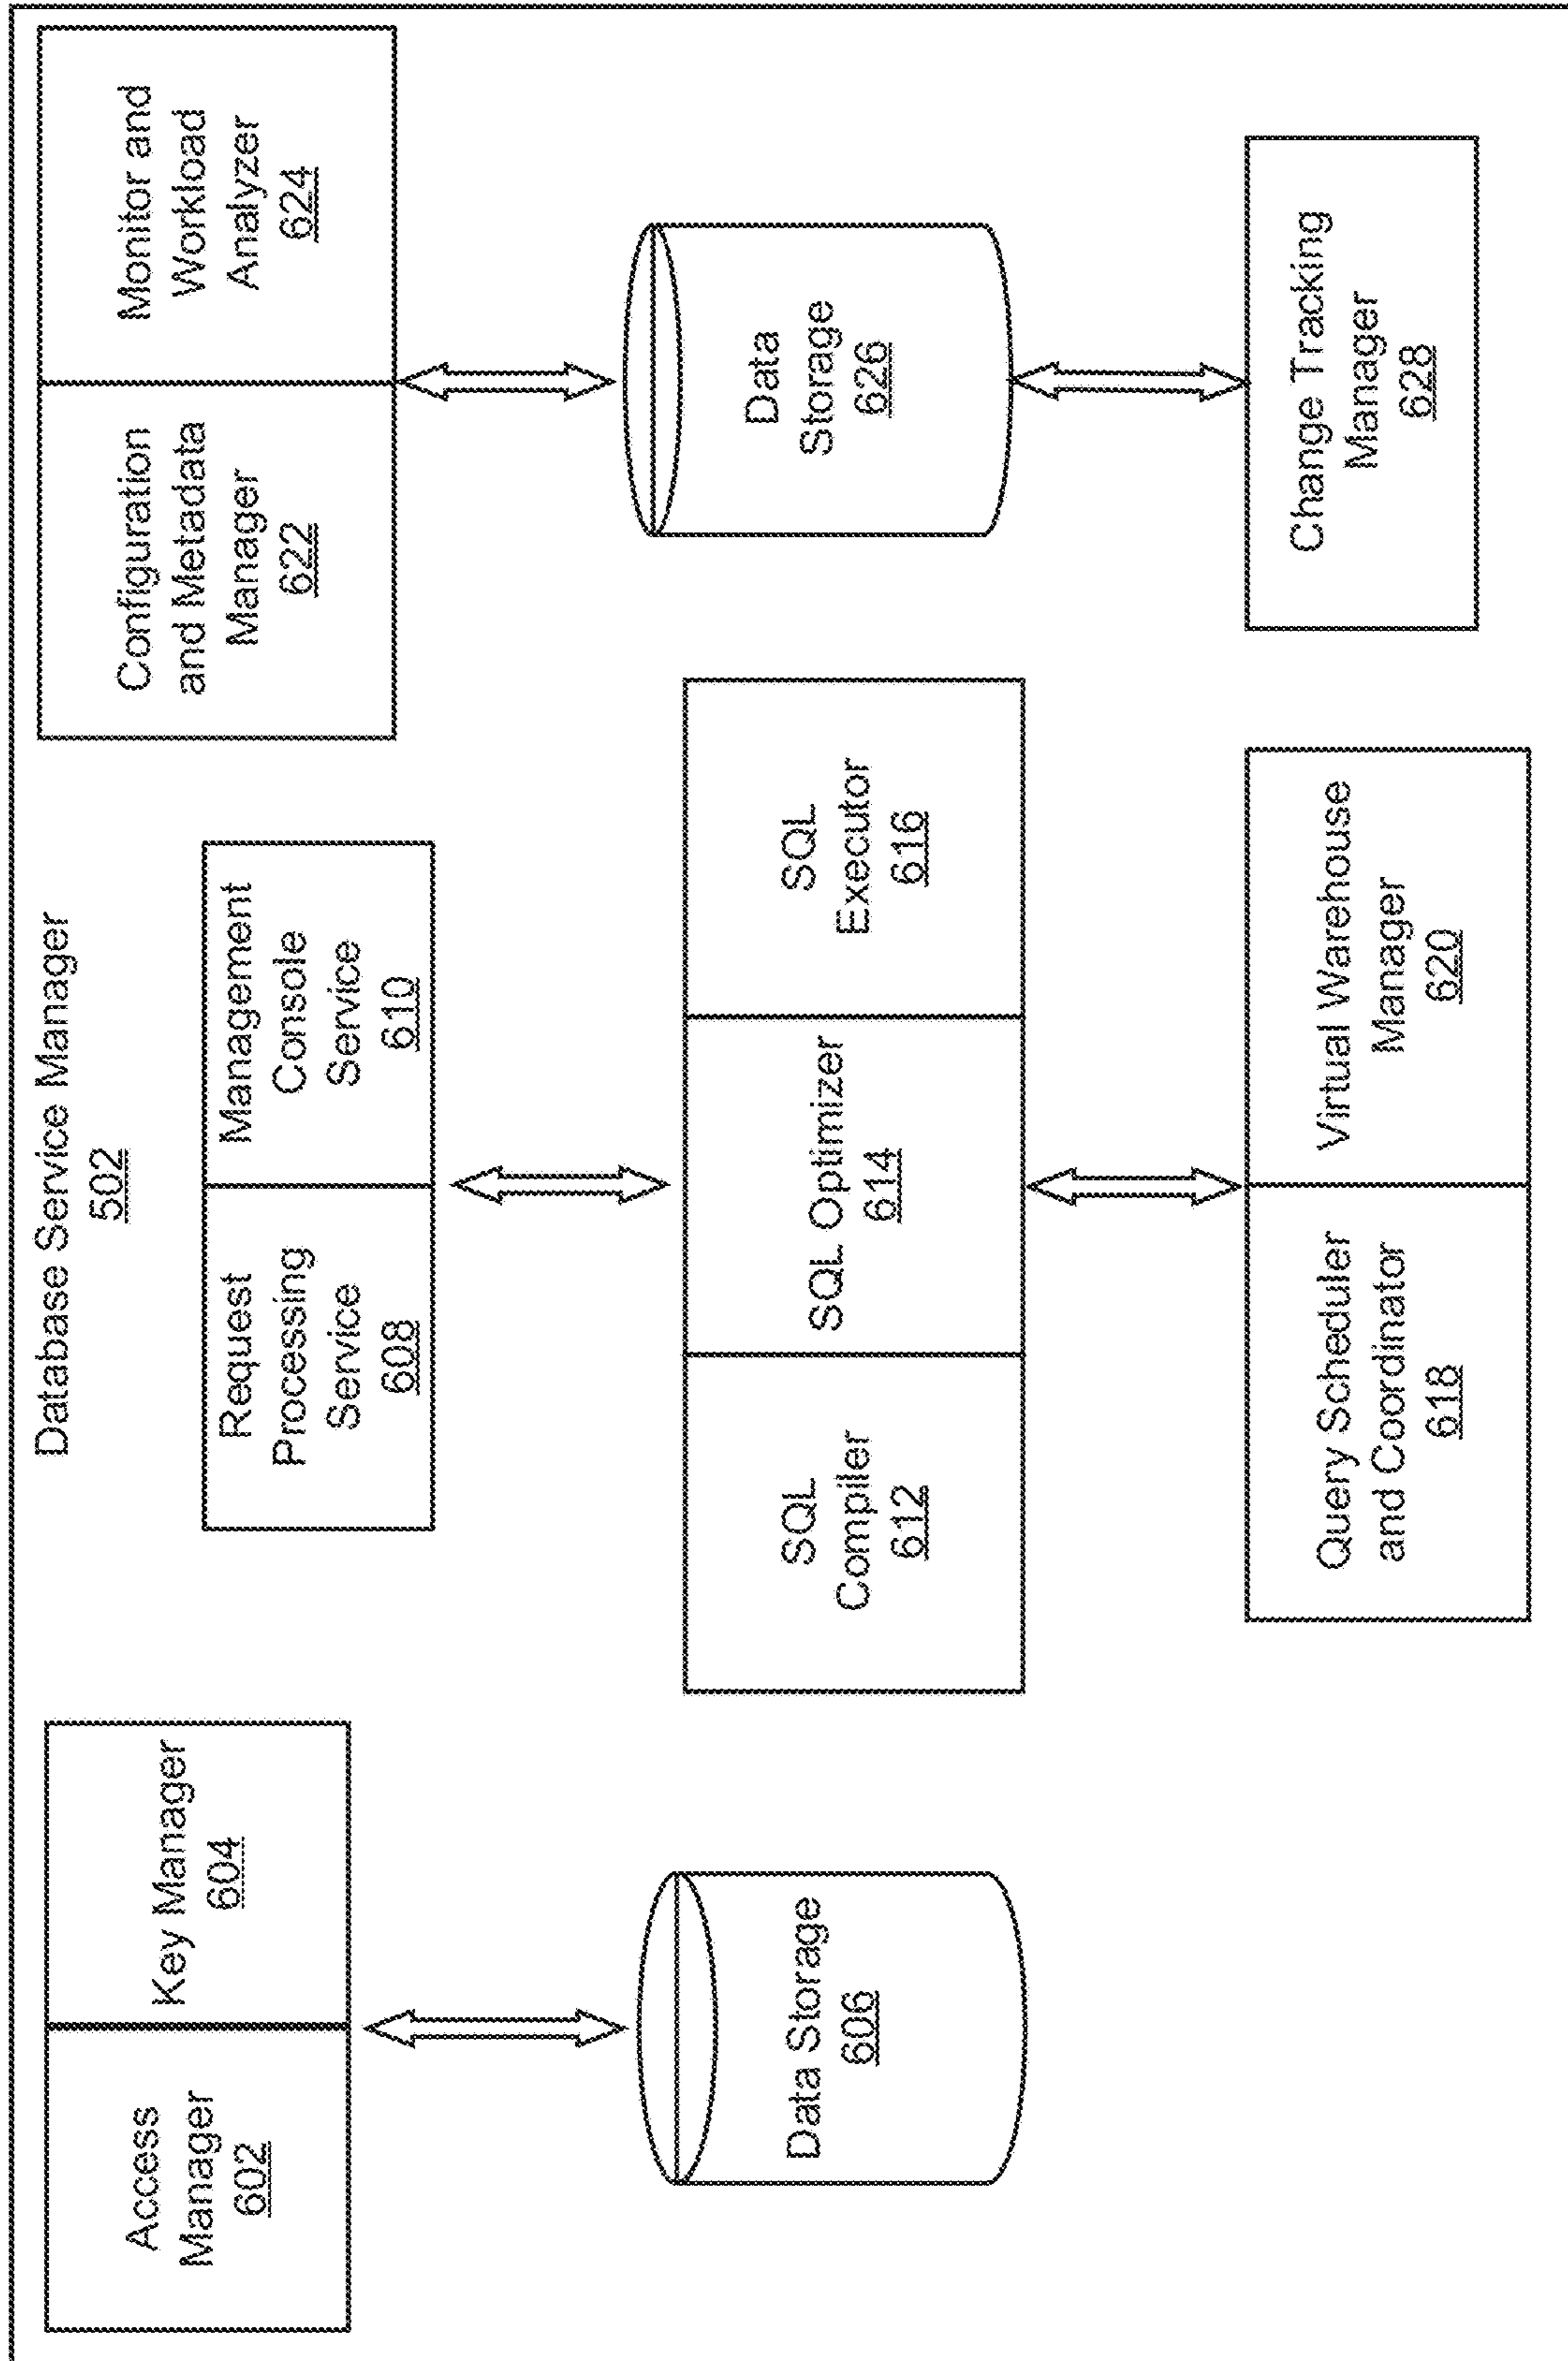 Database Service Manager
502
Access
Manager
602
Key Manager
604
Data Storage
606
Request
Processing
Service
608
Management
Console
Service
610
SQL
Compiler
612
SQL Optimizer
614
SQL
Executor
616
Query Scheduler
and Coordinator
618
Virtual Warehouse
Manager
620
Configuration
and Metadata
Manager
622
Monitor and
Workload
Analyzer
624
Data
Storage
626
Change Tracking
Manager
628